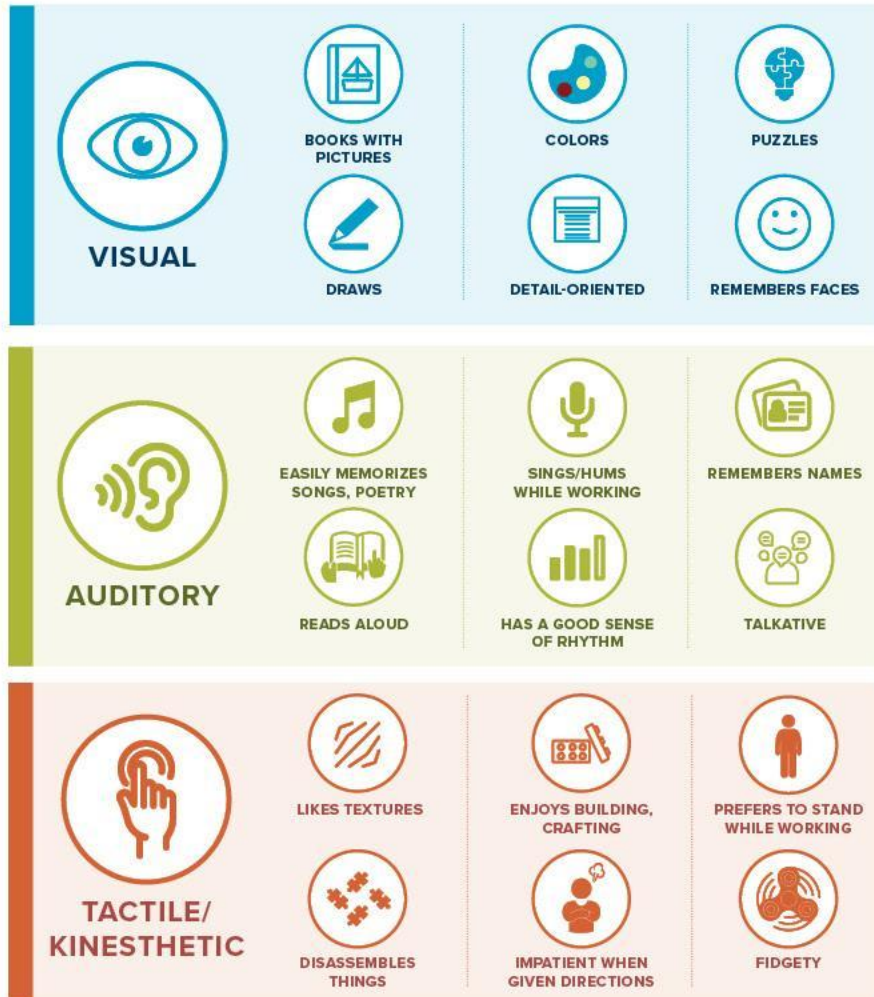 VISUAL
BOOKS WITH
PICTURES
COLORS
PUZZLES
DRAWS
DETAIL-ORIENTED
REMEMBERS FACES
AUDITORY
EASILY MEMORIZES
SONGS, POETRY
SINGS/HUMS
WHILE WORKING
REMEMBERS NAMES
READS ALOUD
HAS A GOOD SENSE
OF RHYTHM
TALKATIVE
TACTILE/
KINESTHETIC
LIKES TEXTURES
ENJOYS BUILDING,
CRAFTING
PREFERS TO STAND
WHILE WORKING
DISASSEMBLES
THINGS
IMPATIENT WHEN
GIVEN DIRECTIONS
FIDGETY